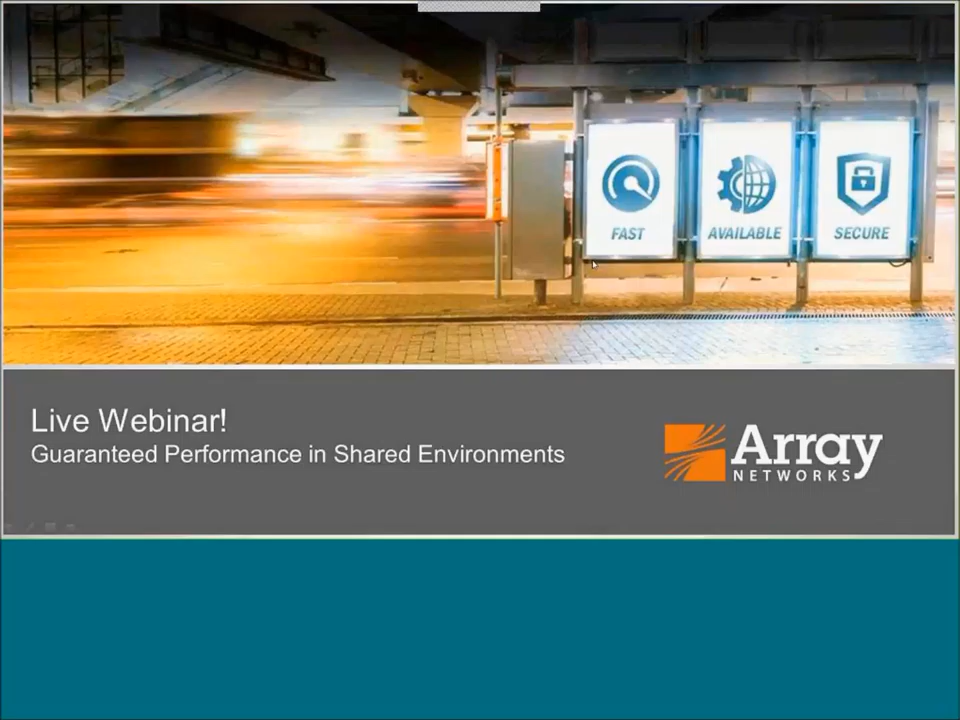 FAST
AVAILABLE
SECURE
Live Webinar!
Guaranteed Performance in Shared Environments
Array
NETWORKS